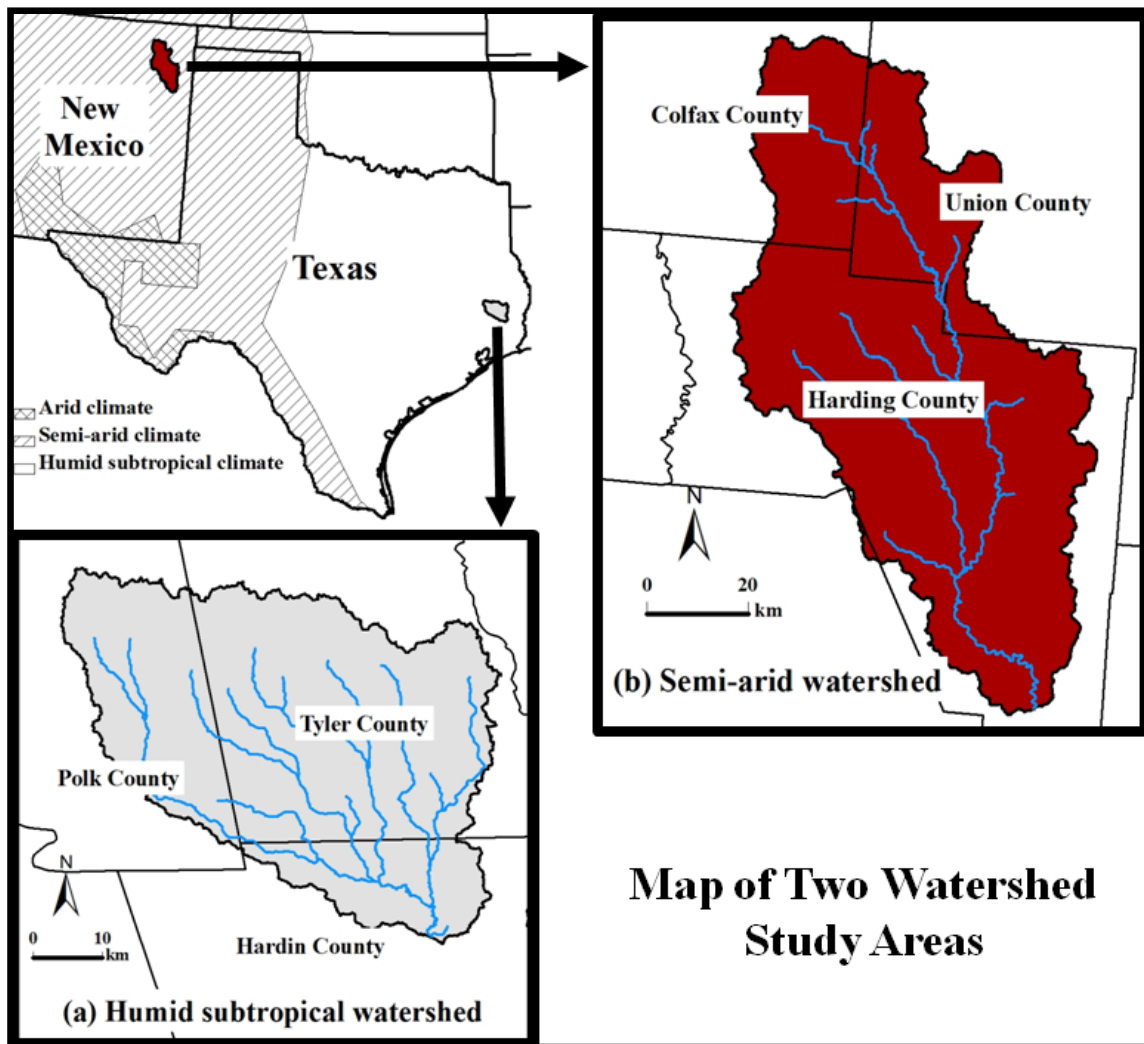 New
Mexico
Texas
Arid climate
Semi-arid climate
Humid subtropical climate
Colfax County
Union County
Harding County
N
0 20
km
(b) Semi-arid watershed
Tyler County
Polk County
N
0 10
km
Hardin County
(a) Humid subtropical watershed
Map of Two Watershed
Study Areas